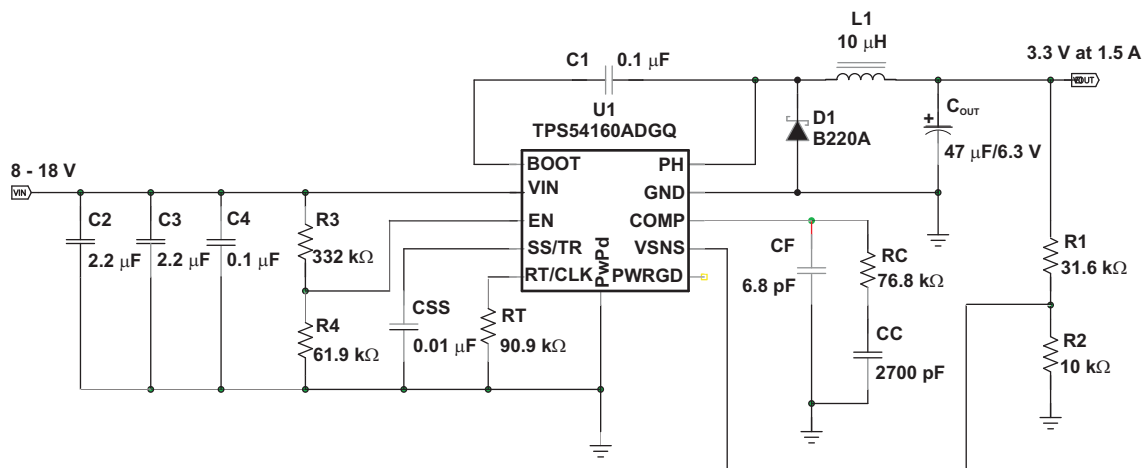 L1
10 μH
3.3 V at 1.5 A
C1
0.1 μF
U1
TPS54160ADGQ
D1
B220A
COUT
47 μF/6.3 V
+
8 - 18 V
VIN
BOOT
VIN
EN
SS/TR
RT/CLK
PwPd
PH
GND
COMP
VSNS
PWRGD
C2
2.2 μF
C3
2.2 μF
C4
0.1 μF
R3
332 kΩ
R4
61.9 kΩ
CSS
0.01 μF
RT
90.9 kΩ
CF
6.8 pF
RC
76.8 kΩ
CC
2700 pF
R1
31.6 kΩ
R2
10 kΩ